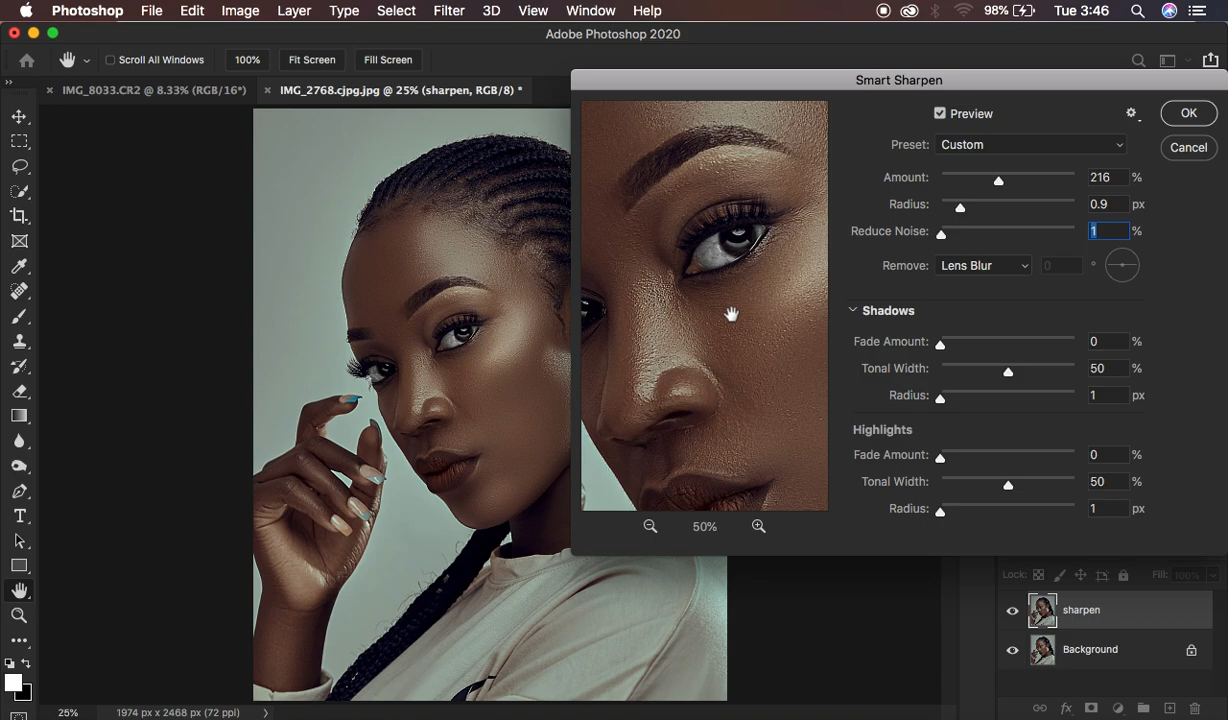 Photoshop File Edit Image Layer Type Select Filter 3D View Window Help 98% Tue 3:46
Adobe Photoshop 2020
Scroll All Windows 100% Fit Screen Fill Screen
IMG_8033.CR2 @ 8.33% (RGB/16*) IMG_2768.cjpg.jpg @ 25% (sharpen, RGB/8) *
Smart Sharpen
Preview
OK
Preset: Custom
Cancel
Amount: 216 %
Radius: 0.9 px
Reduce Noise: 1 %
Remove: Lens Blur 0 °
Shadows
Fade Amount: 0 %
Tonal Width: 50 %
Radius: 1 px
Highlights
Fade Amount: 0 %
Tonal Width: 50 %
Radius: 1 px
50%
Lock: Fill: 100%
sharpen
Background
25% 1974 px x 2468 px (72 ppi)